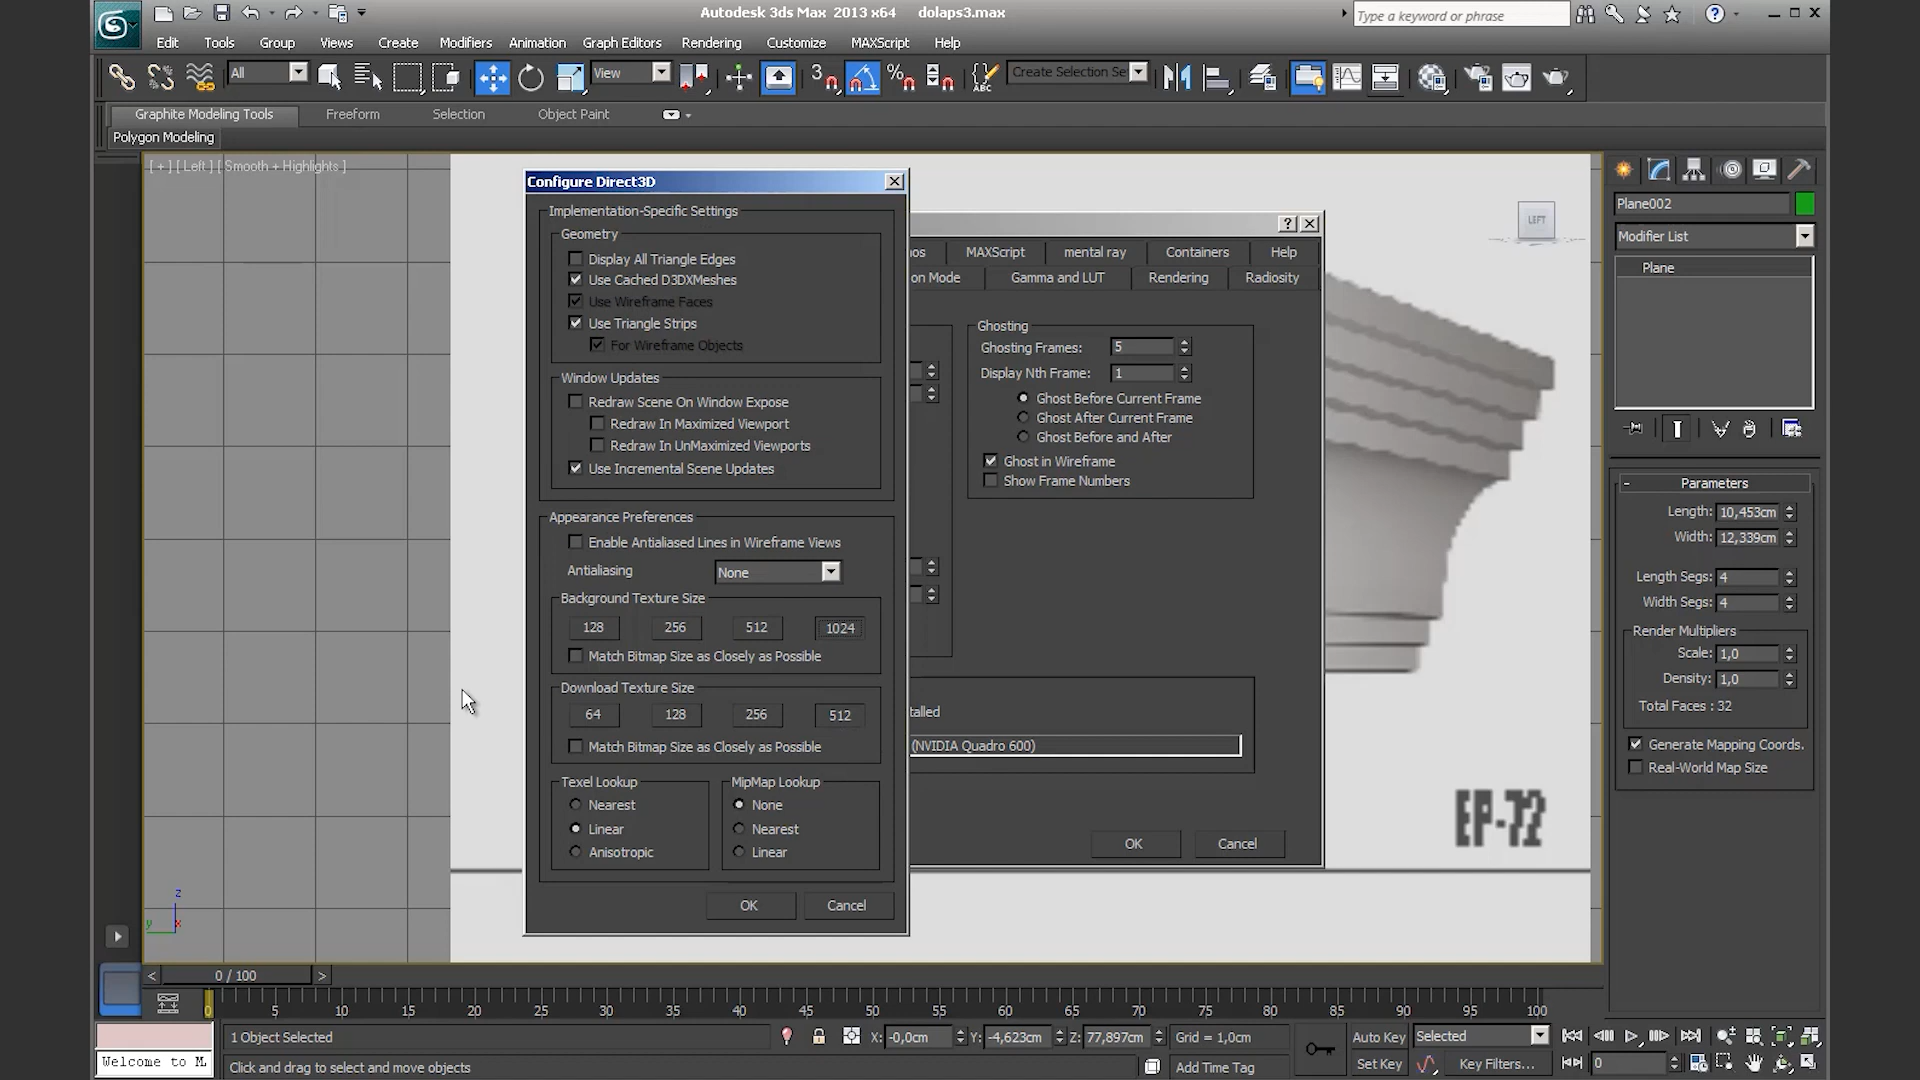 Autodesk 3ds Max 2013 x64 dolaps3.max
Type a keyword or phrase
Edit Tools Group Views Create Modifiers Animation Graph Editors Rendering Customize MAXScript Help
All
View
3
Create Selection Se
ABC
Graphite Modeling Tools Freeform Selection Object Paint
Polygon Modeling
[ + ] [ Left ] [ Smooth + Highlights ]
Configure Direct3D
Implementation-Specific Settings
Geometry
Display All Triangle Edges
Use Cached D3DXMeshes
Use Wireframe Faces
Use Triangle Strips
For Wireframe Objects
Window Updates
Redraw Scene On Window Expose
Redraw In Maximized Viewport
Redraw In UnMaximized Viewports
Use Incremental Scene Updates
Appearance Preferences
Enable Antialiased Lines in Wireframe Views
Antialiasing None
Background Texture Size
128 256 512 1024
Match Bitmap Size as Closely as Possible
Download Texture Size
64 128 256 512
Match Bitmap Size as Closely as Possible
Texel Lookup
Nearest
Linear
Anisotropic
MipMap Lookup
None
Nearest
Linear
OK Cancel
os MAXScript mental ray Containers Help
on Mode Gamma and LUT Rendering Radiosity
Ghosting
Ghosting Frames: 5
Display Nth Frame: 1
Ghost Before Current Frame
Ghost After Current Frame
Ghost Before and After
Ghost in Wireframe
Show Frame Numbers
talled
(NVIDIA Quadro 600)
OK Cancel
LEFT
EP-72
z
y
x
Plane002
Modifier List
Plane
- Parameters
Length: 10,453cm
Width: 12,339cm
Length Segs: 4
Width Segs: 4
Render Multipliers
Scale: 1,0
Density: 1,0
Total Faces : 32
Generate Mapping Coords.
Real-World Map Size
< 0 / 100 >
0 5 10 15 20 25 30 35 40 45 50 55 60 65 70 75 80 85 90 95 100
1 Object Selected X: -0,0cm Y: -4,623cm Z: 77,897cm Grid = 1,0cm Auto Key Selected
Welcome to M. Click and drag to select and move objects Add Time Tag Set Key Key Filters... 0